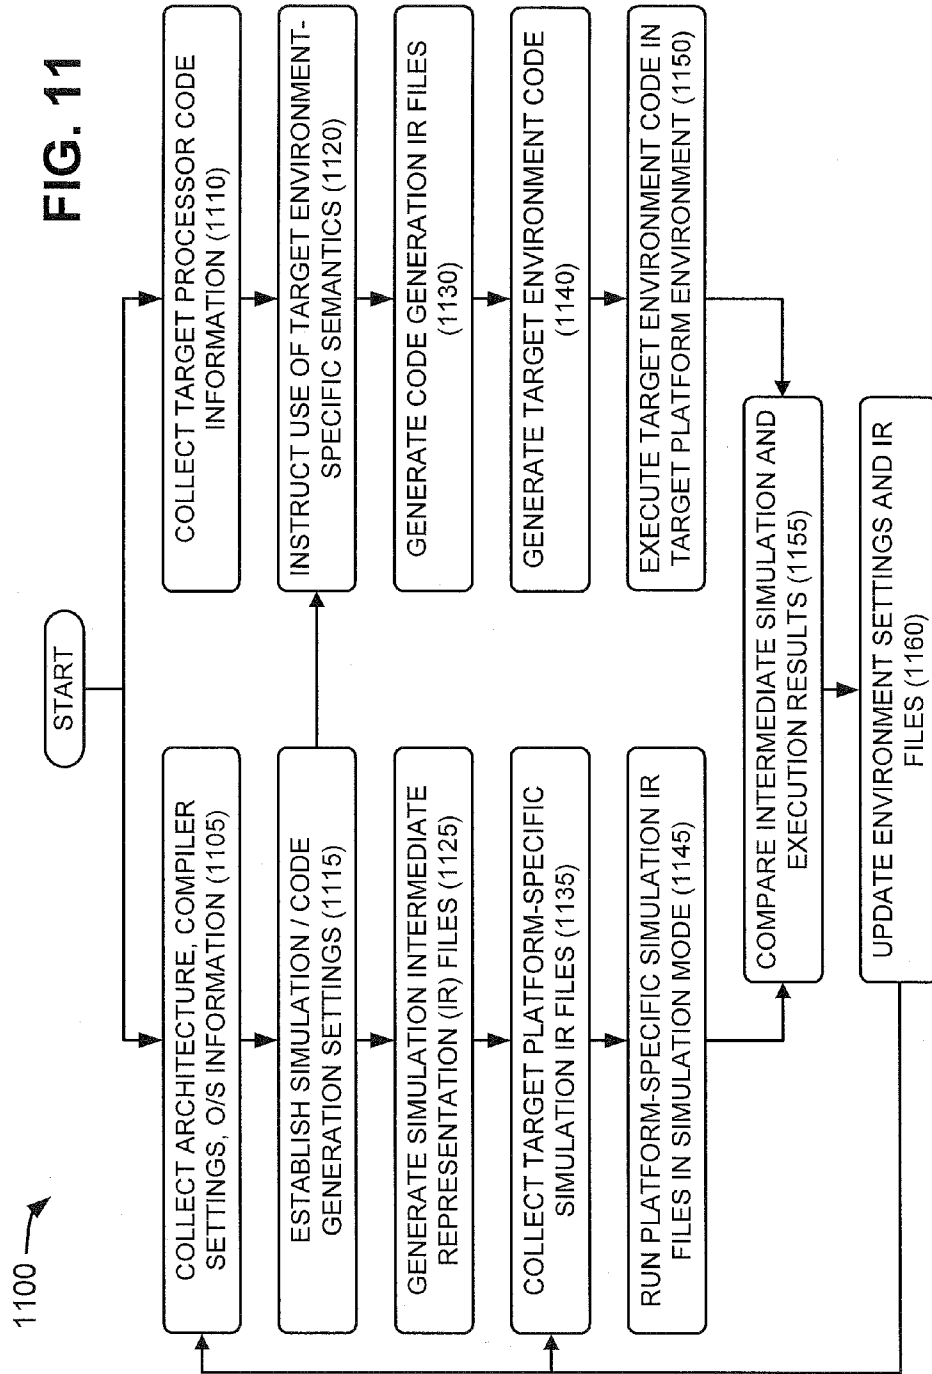 1100
FIG. 11
START
COLLECT ARCHITECTURE, COMPILER
SETTINGS, O/S INFORMATION (1105)
COLLECT TARGET PROCESSOR CODE
INFORMATION (1110)
ESTABLISH SIMULATION / CODE
GENERATION SETTINGS (1115)
INSTRUCT USE OF TARGET ENVIRONMENT-
SPECIFIC SEMANTICS (1120)
GENERATE SIMULATION INTERMEDIATE
REPRESENTATION (IR) FILES (1125)
GENERATE CODE GENERATION IR FILES
(1130)
COLLECT TARGET PLATFORM-SPECIFIC
SIMULATION IR FILES (1135)
GENERATE TARGET ENVIRONMENT CODE
(1140)
RUN PLATFORM-SPECIFIC SIMULATION IR
FILES IN SIMULATION MODE (1145)
EXECUTE TARGET ENVIRONMENT CODE IN
TARGET PLATFORM ENVIRONMENT (1150)
COMPARE INTERMEDIATE SIMULATION AND
EXECUTION RESULTS (1155)
UPDATE ENVIRONMENT SETTINGS AND IR
FILES (1160)